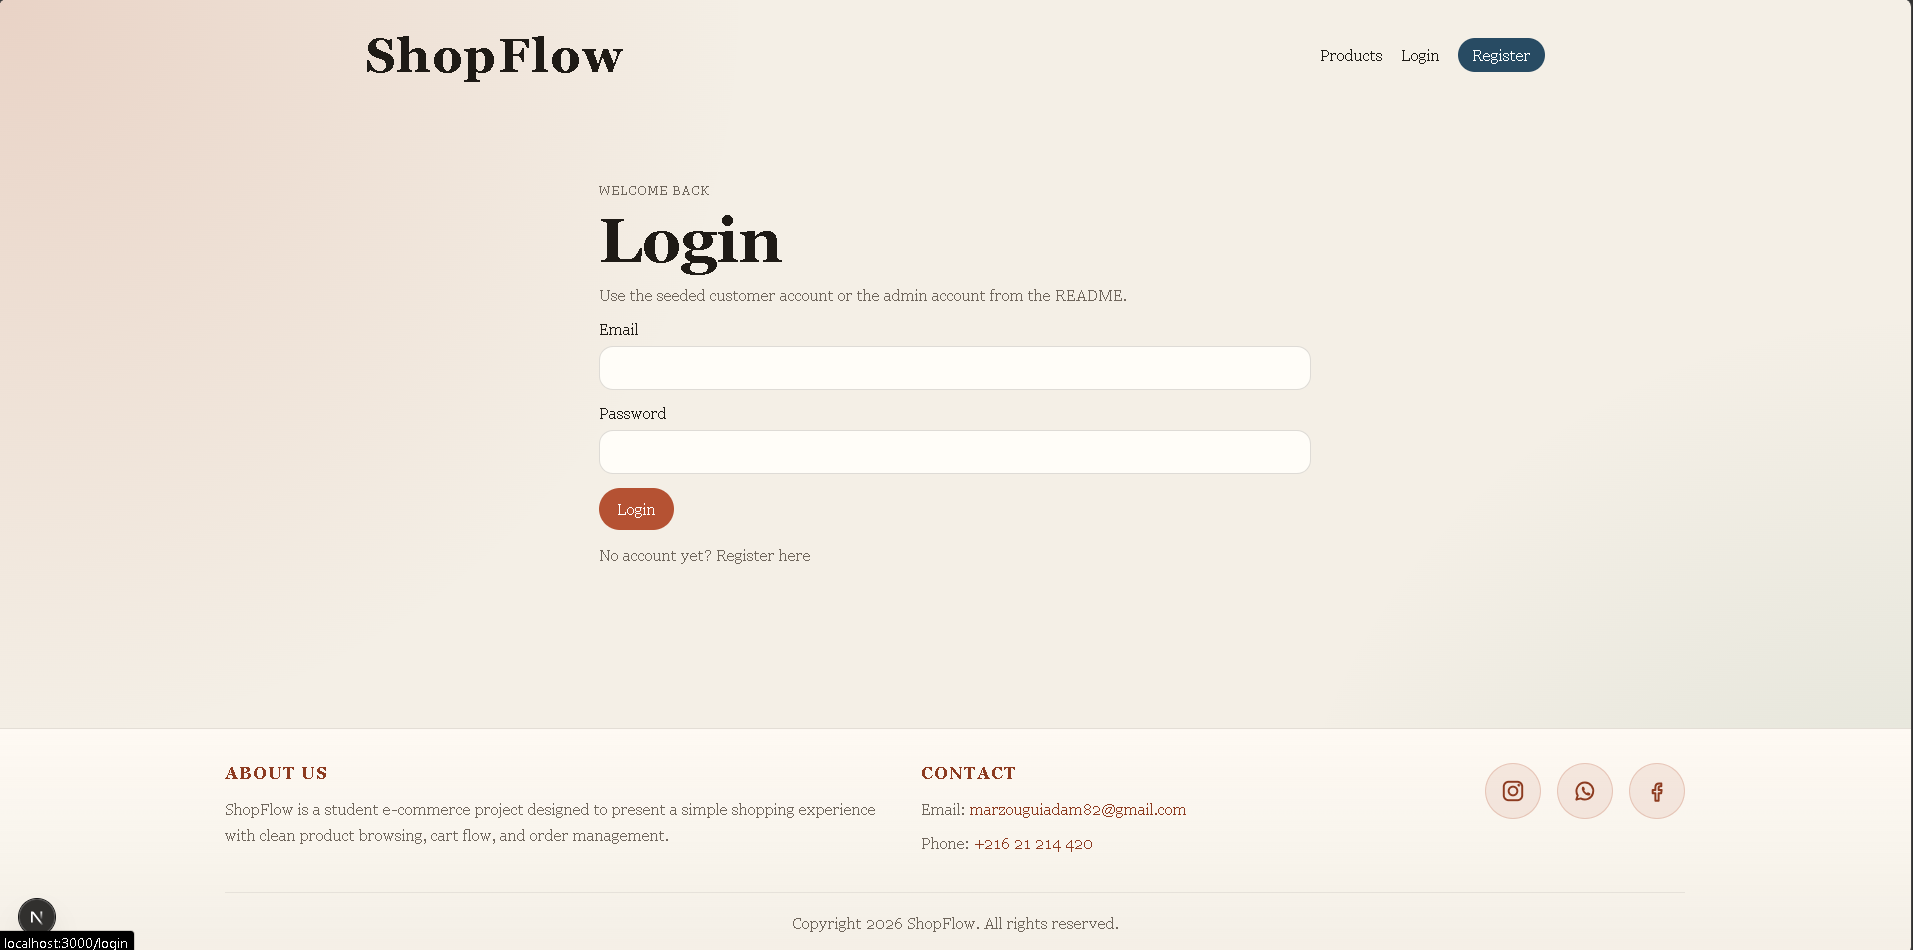 ShopFlow
Products Login Register
WELCOME BACK
Login
Use the seeded customer account or the admin account from the README.
Email
Password
Login
No account yet? Register here
ABOUT US
ShopFlow is a student e-commerce project designed to present a simple shopping experience
with clean product browsing, cart flow, and order management.
CONTACT
Email: marzouguiadam82@gmail.com
Phone: +216 21 214 420
N
Copyright 2026 ShopFlow. All rights reserved.
localhost:3000/login